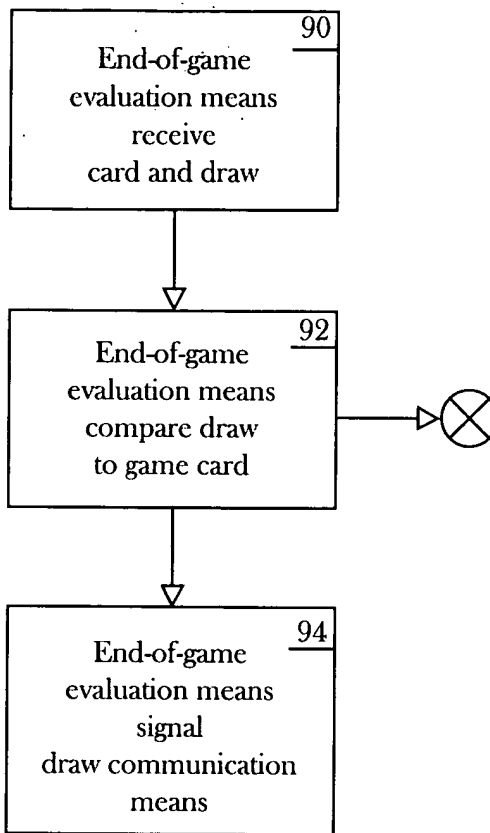 90
End-of-game
evaluation means
receive
card and draw
92
End-of-game
evaluation means
compare draw
to game card
94
End-of-game
evaluation means
signal
draw communication
means